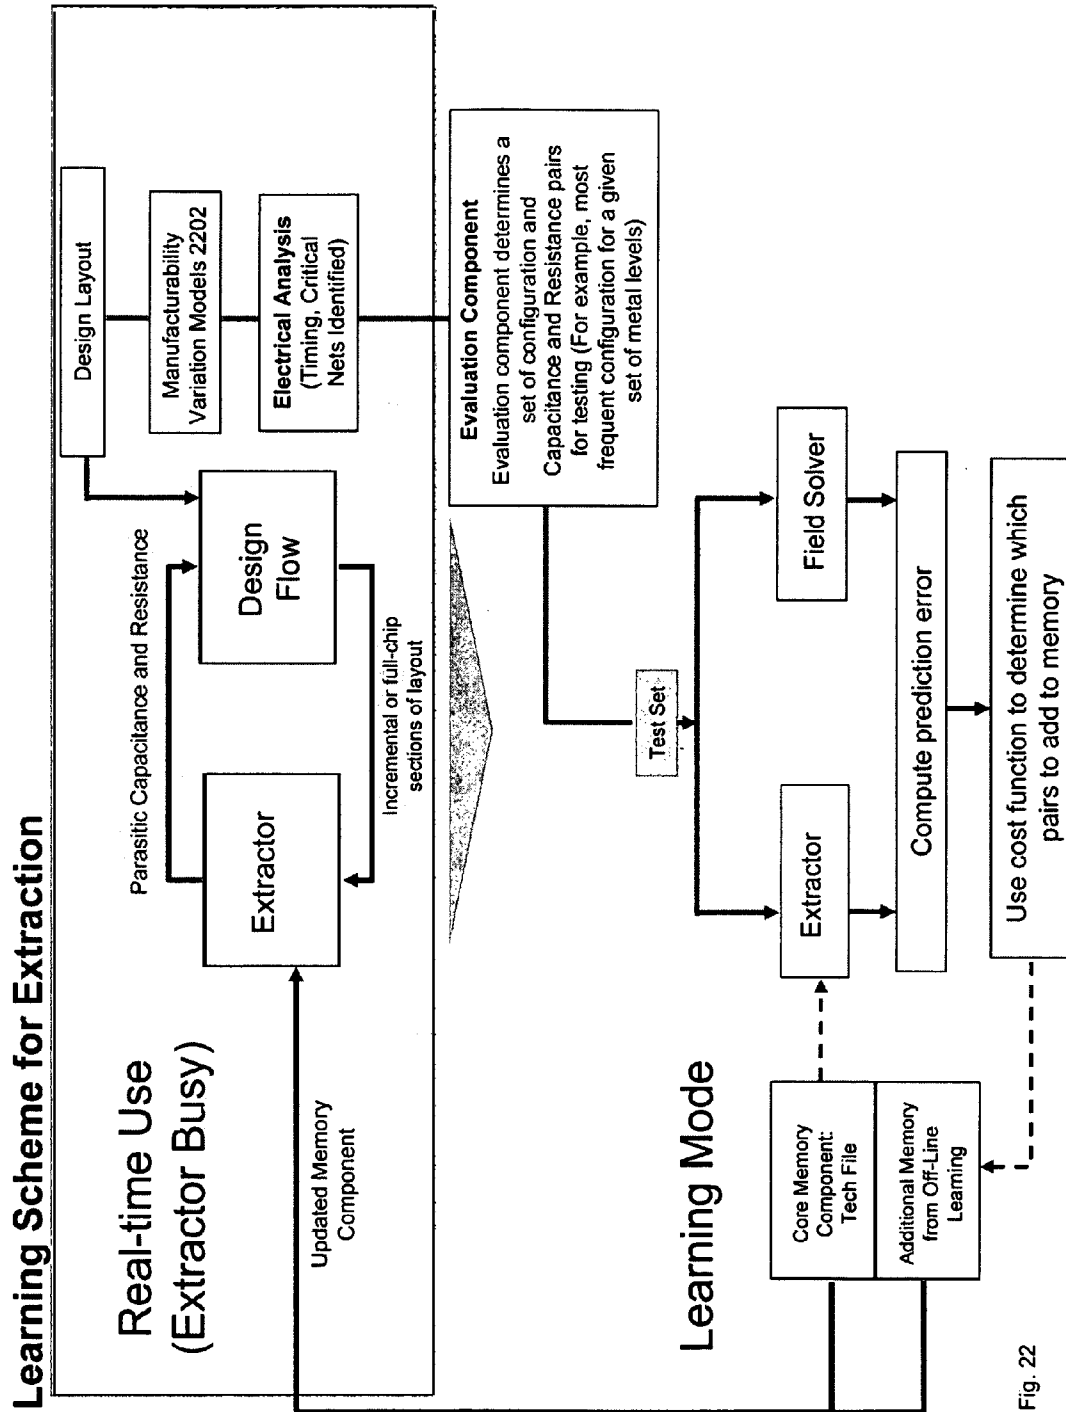 Learning Scheme for Extraction
Real-time Use
(Extractor Busy)
Parasitic Capacitance and Resistance
Extractor
Design
Flow
Incremental or full-chip
sections of layout
Design Layout
Manufacturability
Variation Models 2202
Electrical Analysis
(Timing, Critical
Nets Identified)
Updated Memory
Component
Evaluation Component
Evaluation component determines a
set of configuration and
Capacitance and Resistance pairs
for testing (For example, most
frequent configuration for a given
set of metal levels)
Learning Mode
Test Set
Core Memory
Component:
Tech File
Additional Memory
from Off-Line
Learning
Extractor
Field Solver
Compute prediction error
Use cost function to determine which
pairs to add to memory
Fig. 22